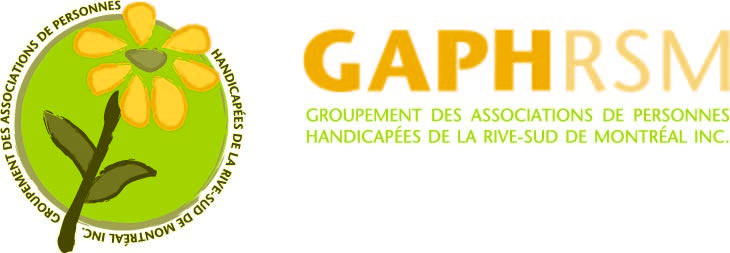 GROUPEMENT DES ASSOCIATIONS DE PERSONNES
HANDICAPÉES DE LA RIVE-SUD DE MONTRÉAL INC.
GAPHRSM
GROUPEMENT DES ASSOCIATIONS DE PERSONNES
HANDICAPÉES DE LA RIVE-SUD DE MONTRÉAL INC.